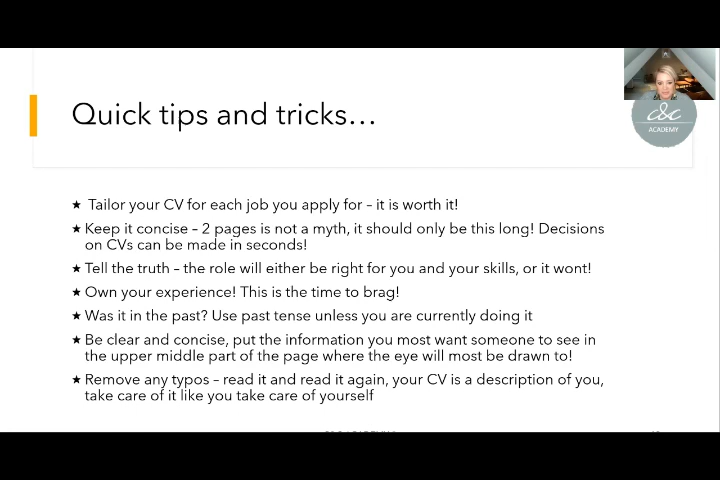 Quick tips and tricks...
c&c
ACADEMY
★ Tailor your CV for each job you apply for – it is worth it!
★ Keep it concise – 2 pages is not a myth, it should only be this long! Decisions
on CVs can be made in seconds!
★ Tell the truth – the role will either be right for you and your skills, or it wont!
★ Own your experience! This is the time to brag!
★ Was it in the past? Use past tense unless you are currently doing it
★ Be clear and concise, put the information you most want someone to see in
the upper middle part of the page where the eye will most be drawn to!
★ Remove any typos – read it and read it again, your CV is a description of you,
take care of it like you take care of yourself